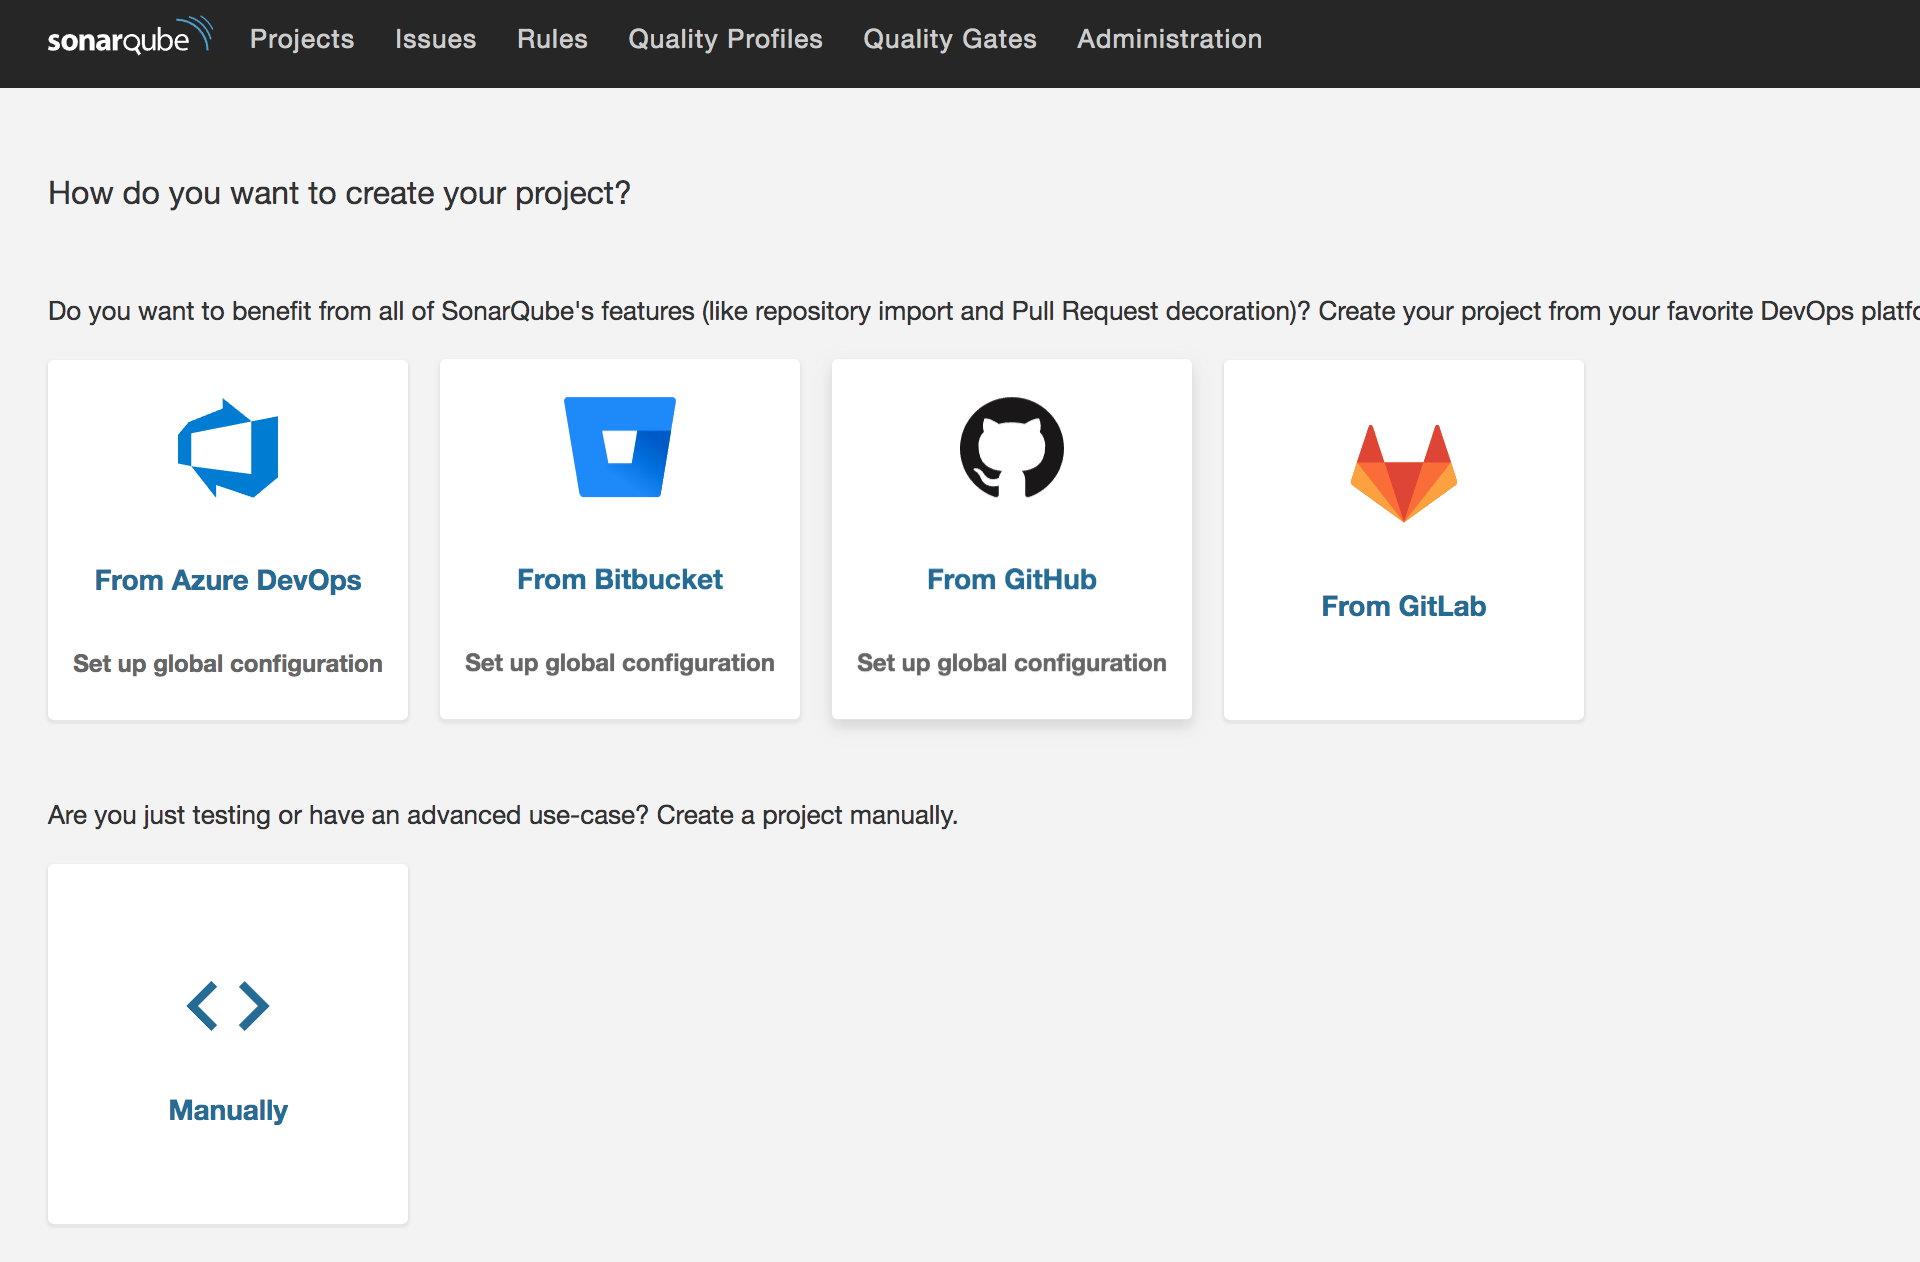 sonarqube Projects Issues Rules Quality Profiles Quality Gates Administration
How do you want to create your project?
Do you want to benefit from all of SonarQube's features (like repository import and Pull Request decoration)? Create your project from your favorite DevOps platfo
From Azure DevOps From Bitbucket From GitHub From GitLab
Set up global configuration Set up global configuration Set up global configuration
Are you just testing or have an advanced use-case? Create a project manually.
Manually